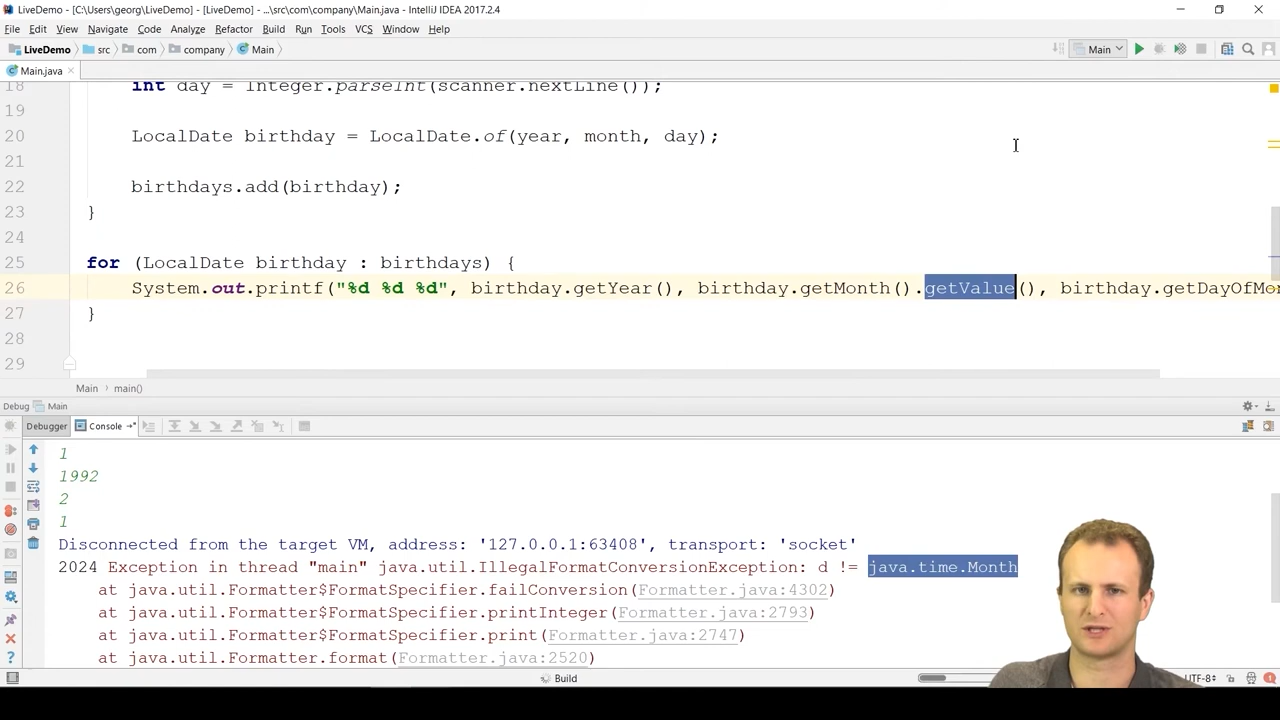 LiveDemo - [C:\Users\georg\LiveDemo] - [LiveDemo] - ...\src\com\company\Main.java - IntelliJ IDEA 2017.2.4
File Edit View Navigate Code Analyze Refactor Build Run Tools VCS Window Help
LiveDemo src com company Main Main
Main.java
18 int day = Integer.parseInt(scanner.nextLine());
19
20 LocalDate birthday = LocalDate.of(year, month, day);
21
22 birthdays.add(birthday);
23 }
24
25 for (LocalDate birthday : birthdays) {
26 System.out.printf("%d %d %d", birthday.getYear(), birthday.getMonth().getValue(), birthday.getDayOfMo
27 }
28
29
Main main()
Debug Main
Debugger Console
1
1992
2
1
Disconnected from the target VM, address: '127.0.0.1:63408', transport: 'socket'
2024 Exception in thread "main" java.util.IllegalFormatConversionException: d != java.time.Month
at java.util.Formatter$FormatSpecifier.failConversion(Formatter.java:4302)
at java.util.Formatter$FormatSpecifier.printInteger(Formatter.java:2793)
at java.util.Formatter$FormatSpecifier.print(Formatter.java:2747)
at java.util.Formatter.format(Formatter.java:2520)
Build UTF-8